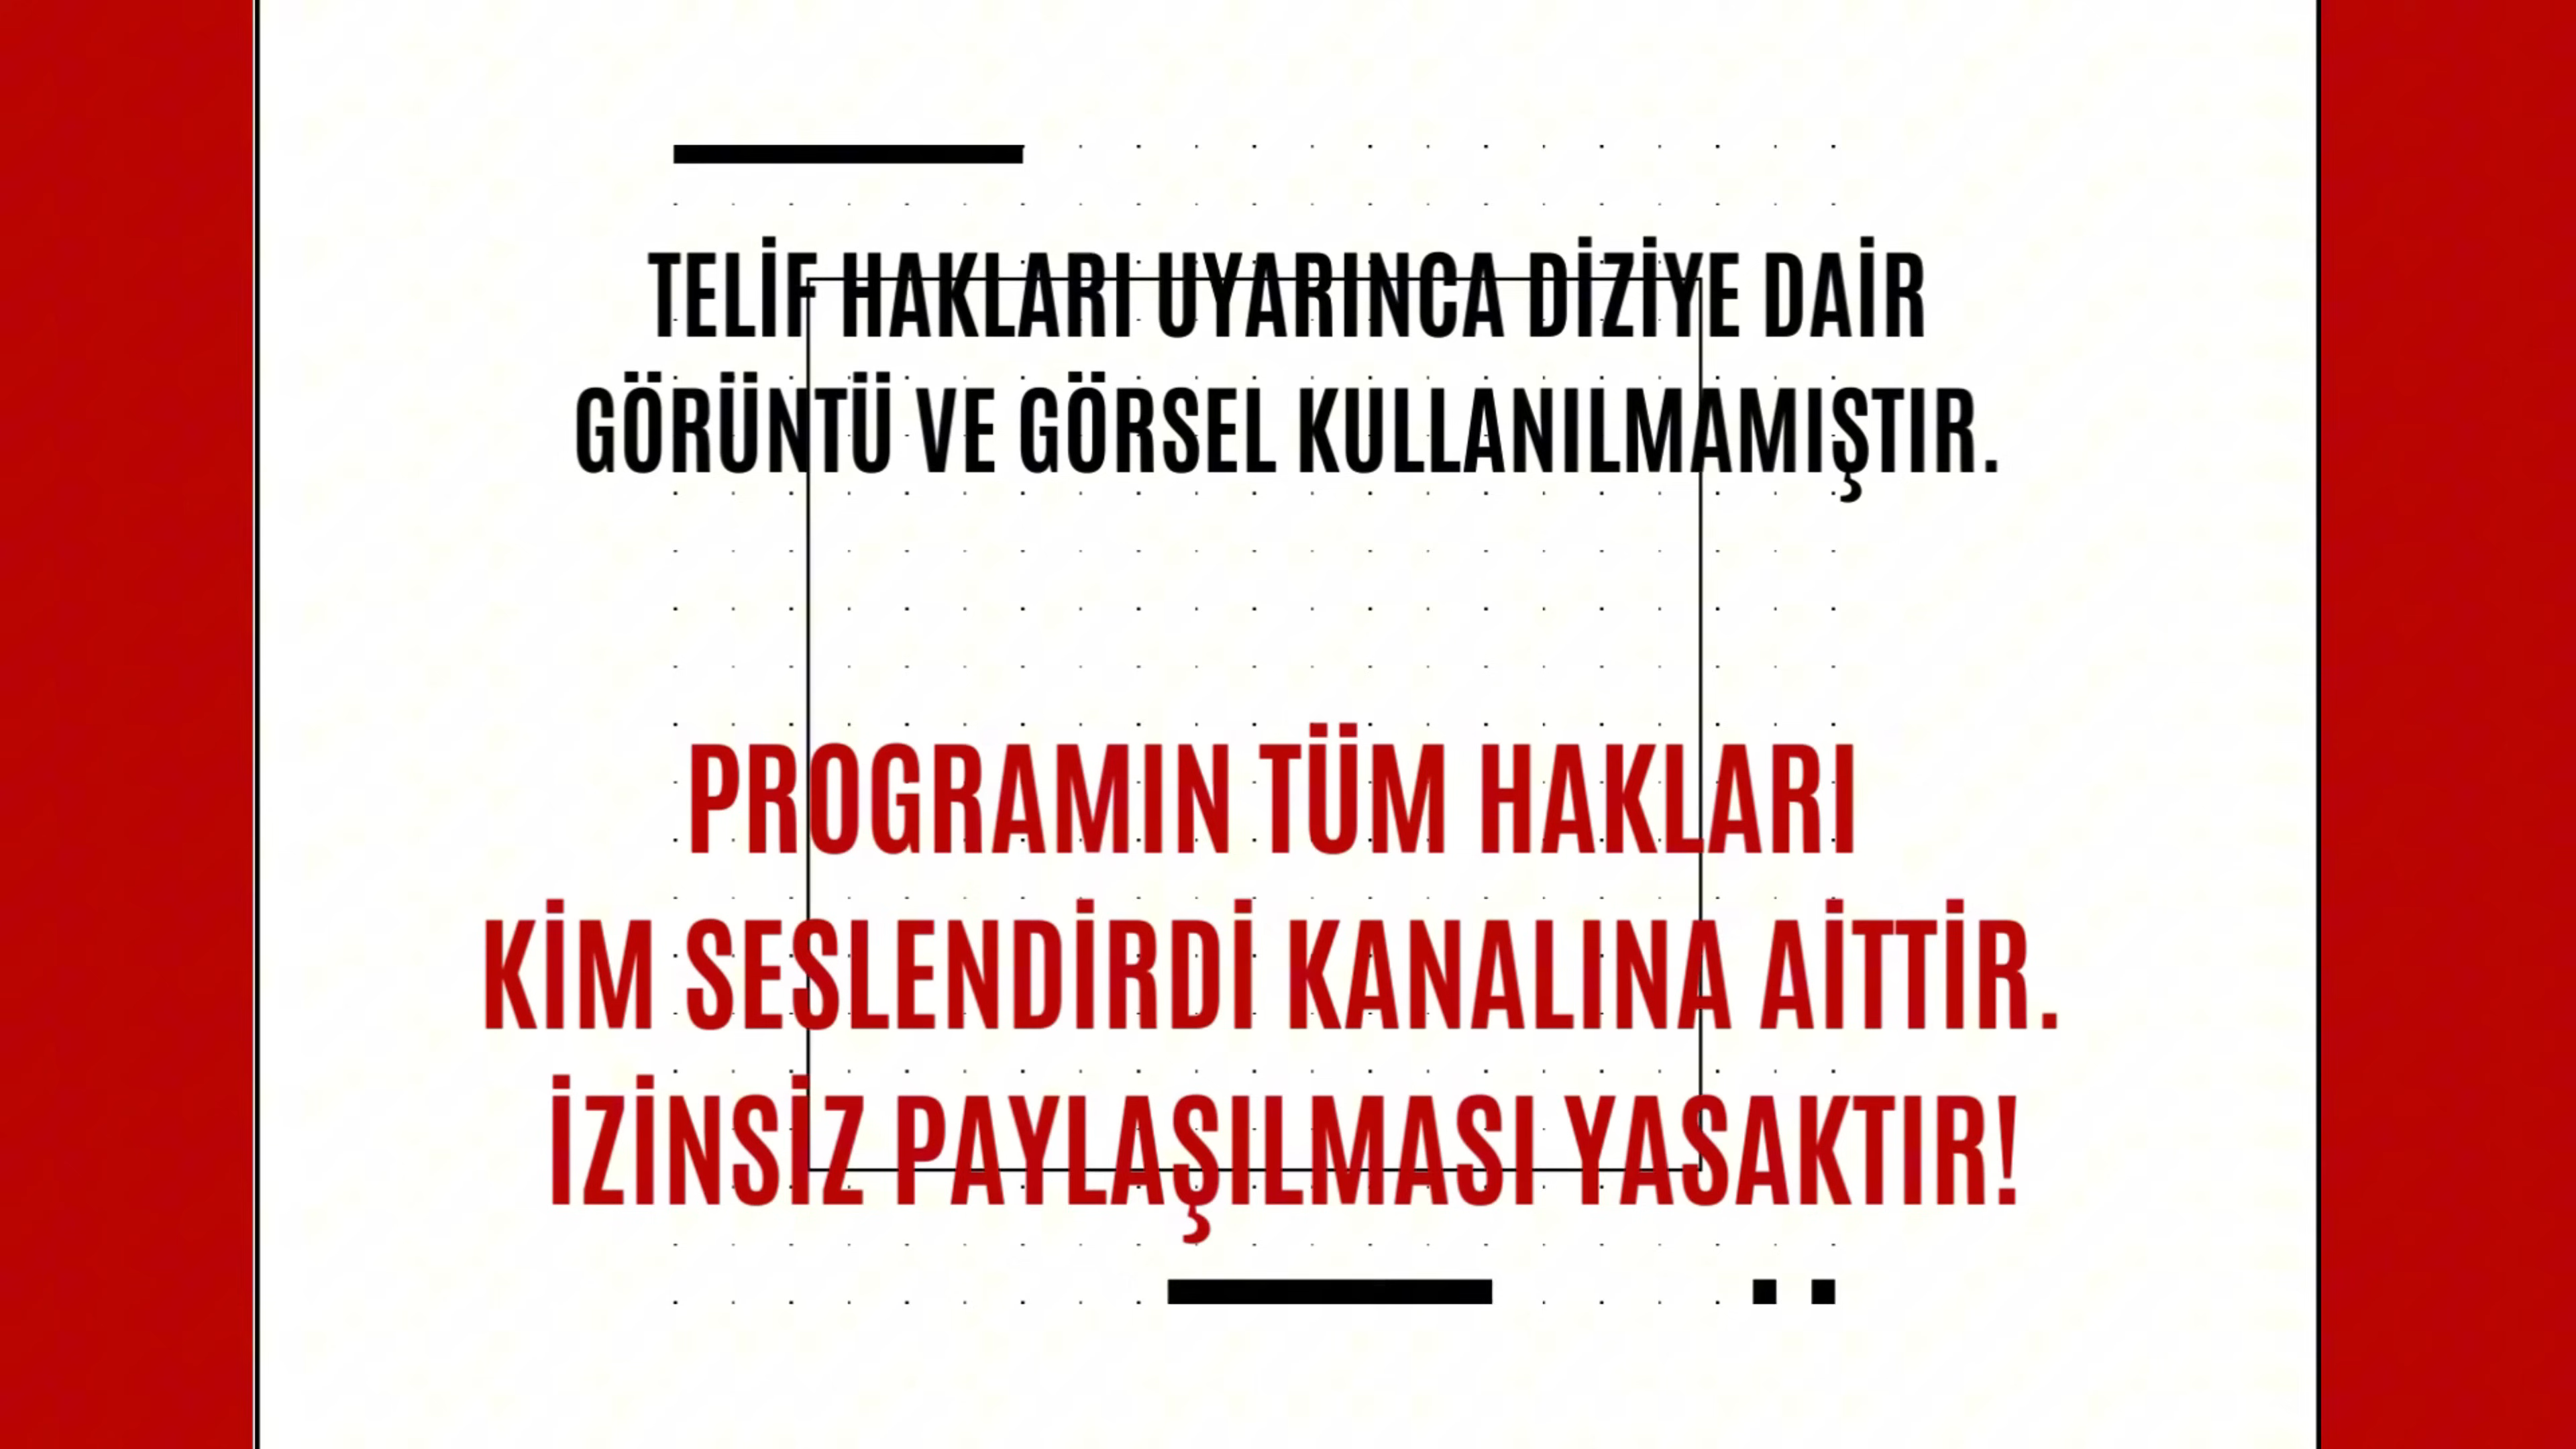 TELİF HAKLARI UYARINCA DİZİYE DAİR
GÖRÜNTÜ VE GÖRSEL KULLANILMAMIŞTIR.
PROGRAMIN TÜM HAKLARI
KİM SESLENDİRDİ KANALINA AİTTİR.
İZİNSİZ PAYLAŞILMASI YASAKTIR!